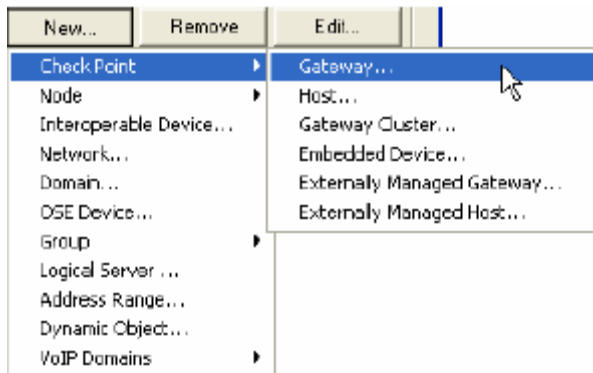 New... Remove Edit...
Check Point
Node
Interoperable Device...
Network...
Domain...
OSE Device...
Group
Logical Server ...
Address Range...
Dynamic Object...
VoIP Domains
Gateway...
Host...
Gateway Cluster...
Embedded Device...
Externally Managed Gateway...
Externally Managed Host...